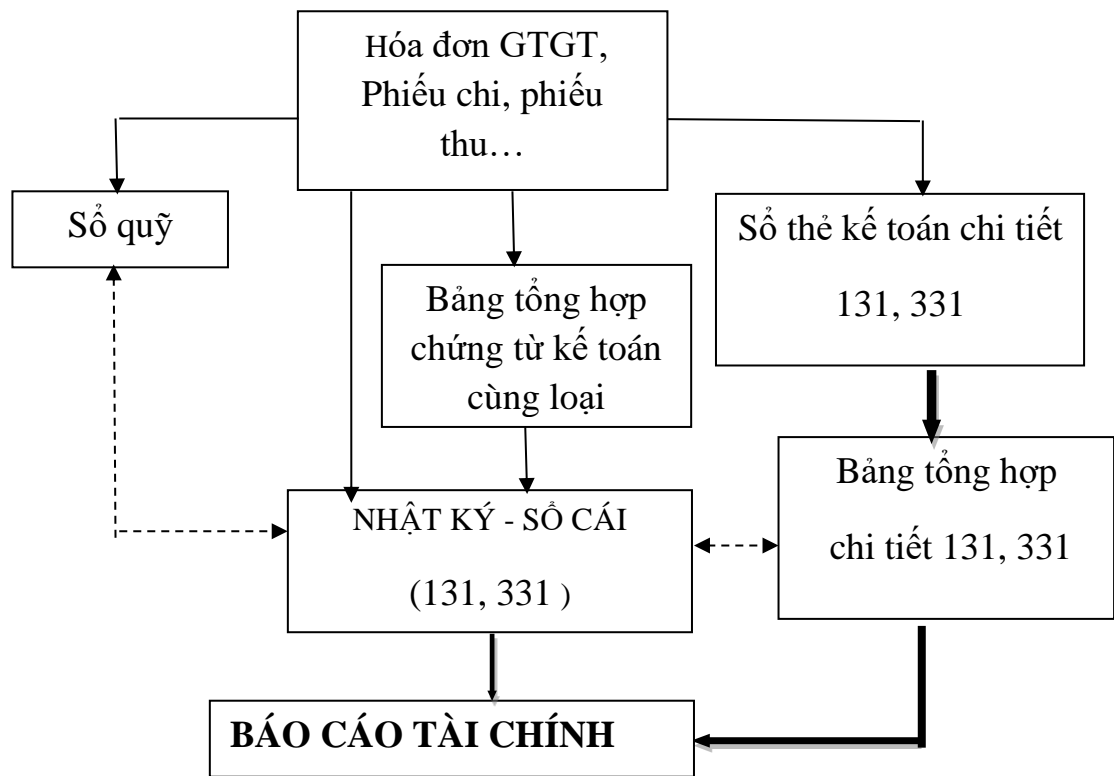 Hóa đơn GTGT,
Phiếu chi, phiếu
thu…
Sổ quỹ
Sổ thẻ kế toán chi tiết
131, 331
Bảng tổng hợp
chứng từ kế toán
cùng loại
Bảng tổng hợp
chi tiết 131, 331
NHẬT KÝ - SỔ CÁI
(131, 331 )
BÁO CÁO TÀI CHÍNH